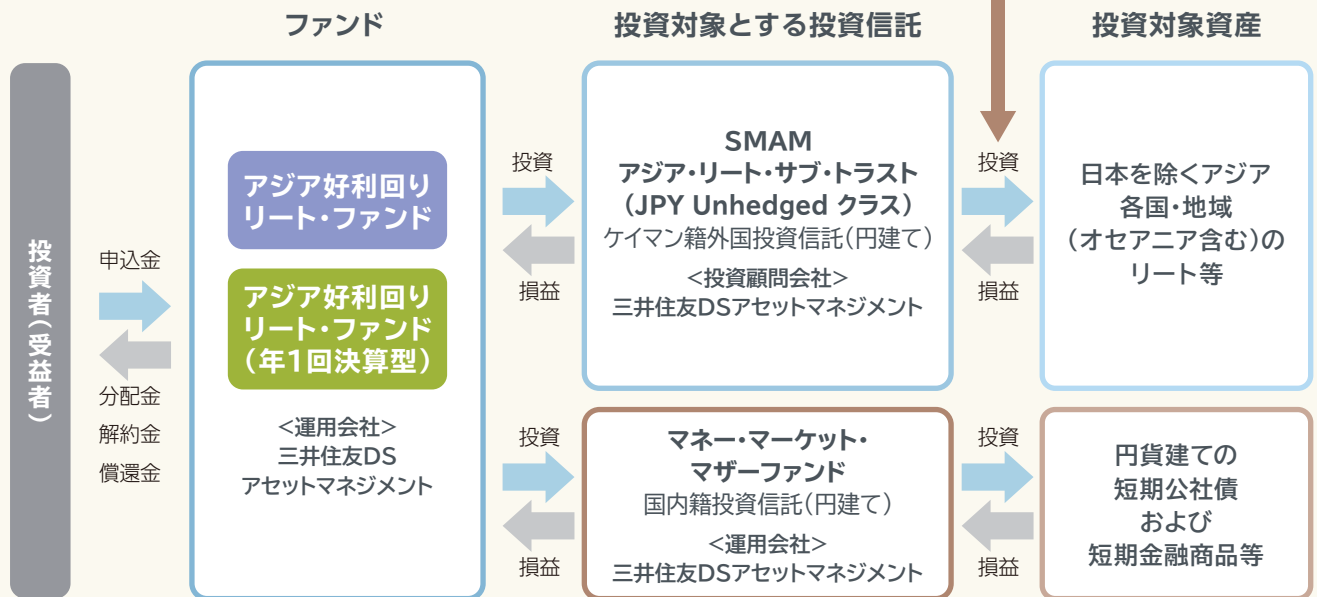 ファンド
投資対象とする投資信託
投資対象資産
投資者(受益者)
申込金
分配金
解約金
償還金
アジア好利回り
リート・ファンド
アジア好利回り
リート・ファンド
(年1回決算型)
<運用会社>
三井住友DS
アセットマネジメント
投資
損益
SMAM
アジア・リート・サブ・トラスト
(JPY Unhedged クラス)
ケイマン籍外国投資信託(円建て)
<投資顧問会社>
三井住友DSアセットマネジメント
投資
損益
日本を除くアジア
各国・地域
(オセアニア含む)の
リート等
投資
損益
マネー・マーケット・
マザーファンド
国内籍投資信託(円建て)
<運用会社>
三井住友DSアセットマネジメント
投資
損益
円貨建ての
短期公社債
および
短期金融商品等